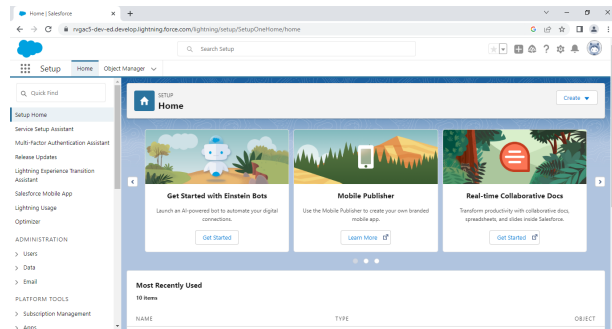 Home | Salesforce
rvgac5-dev-ed.develop.lightning.force.com/lightning/setup/SetupOneHome/home
Search Setup
Setup
Home
Object Manager
Quick Find
Setup Home
Service Setup Assistant
Multi-Factor Authentication Assistant
Release Updates
Lightning Experience Transition
Assistant
Salesforce Mobile App
Lightning Usage
Optimizer
ADMINISTRATION
Users
Data
Email
PLATFORM TOOLS
Subscription Management
Apps
SETUP
Home
Create
Get Started with Einstein Bots
Launch an AI-powered bot to automate your digital
connections.
Get Started
Mobile Publisher
Use the Mobile Publisher to create your own branded
mobile app.
Learn More
Real-time Collaborative Docs
Transform productivity with collaborative docs,
spreadsheets, and slides inside Salesforce.
Get Started
Most Recently Used
10 items
NAME TYPE OBJECT